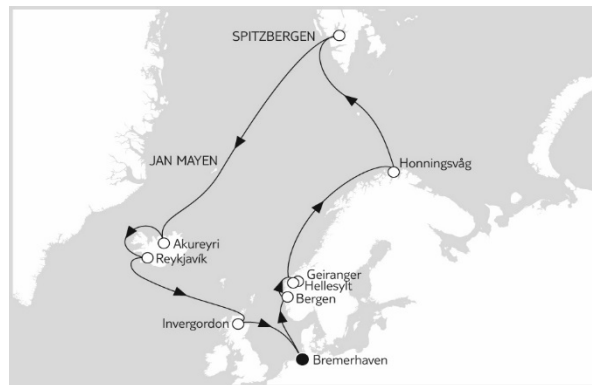 SPITZBERGEN
JAN MAYEN
Honningsvåg
Akureyri
Reykjavík
Geiranger
Hellesylt
Bergen
Invergordon
Bremerhaven